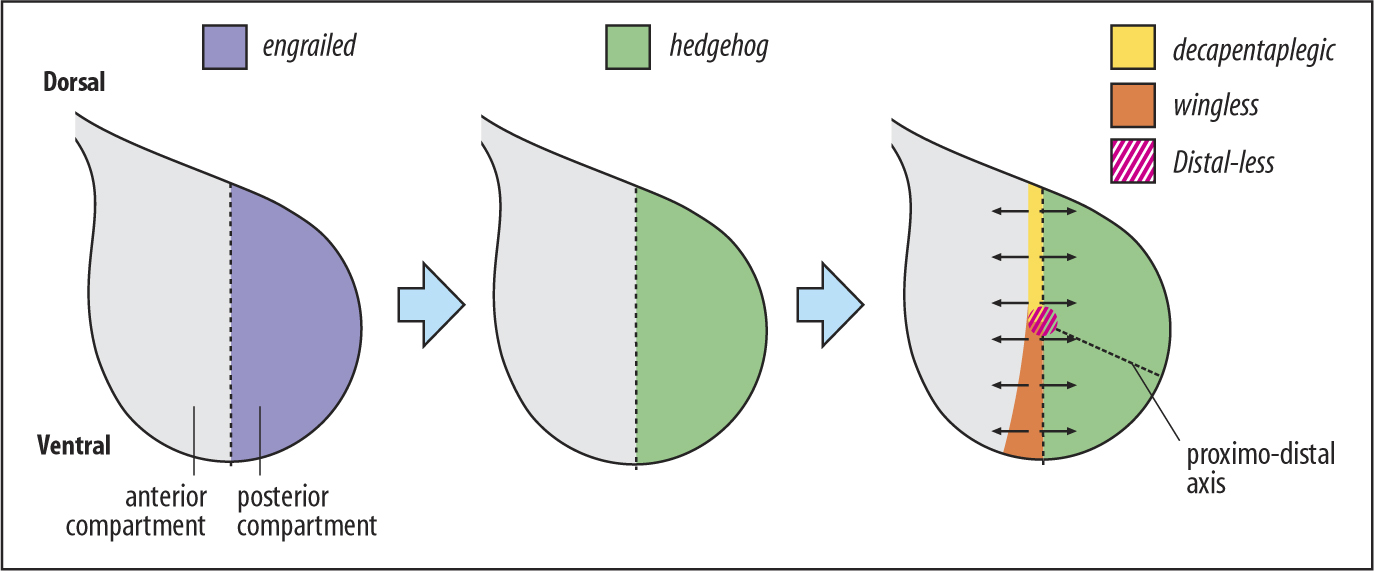 engrailed
hedgehog
decapentaplegic
wingless
Distal-less
Dorsal
Ventral
anterior
compartment
posterior
compartment
proximo-distal
axis